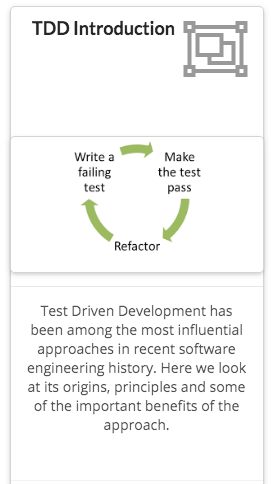 TDD Introduction
Write a
failing
test
Make
the test
pass
Refactor
Test Driven Development has
been among the most influential
approaches in recent software
engineering history. Here we look
at its origins, principles and some
of the important benefits of the
approach.